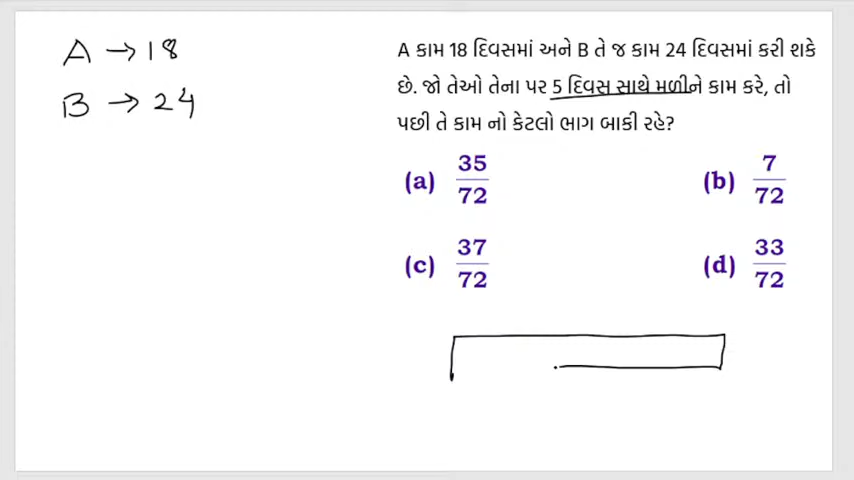 A → 18
B → 24
A કામ 18 દિવસમાં અને B તે જ કામ 24 દિવસમાં કરી શકે
છે. જો તેઓ તેના પર 5 દિવસ સાથે મળીને કામ કરે, તો
પછી તે કામ નો કેટલો ભાગ બાકી રહે?
(a) 35/72
(b) 7/72
(c) 37/72
(d) 33/72